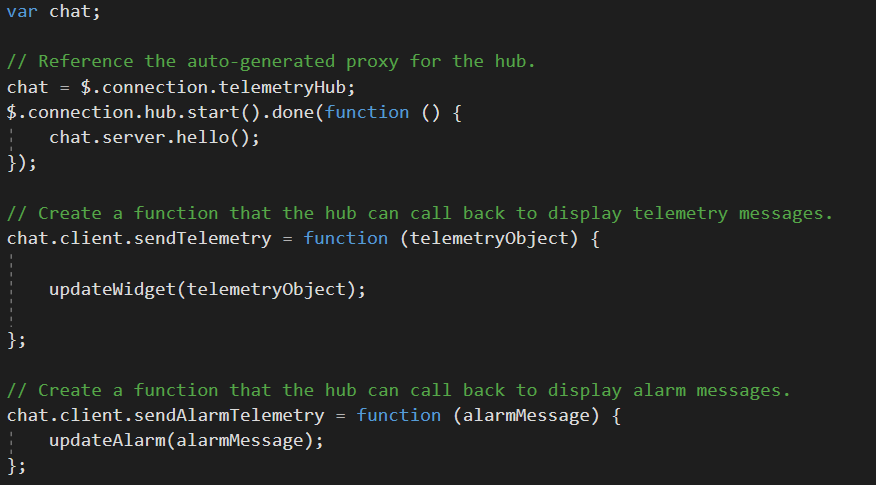 var chat;
// Reference the auto-generated proxy for the hub.
chat = $.connection.telemetryHub;
$.connection.hub.start().done(function () {
    chat.server.hello();
});
// Create a function that the hub can call back to display telemetry messages.
chat.client.sendTelemetry = function (telemetryObject) {
    updateWidget(telemetryObject);
};
// Create a function that the hub can call back to display alarm messages.
chat.client.sendAlarmTelemetry = function (alarmMessage) {
    updateAlarm(alarmMessage);
};